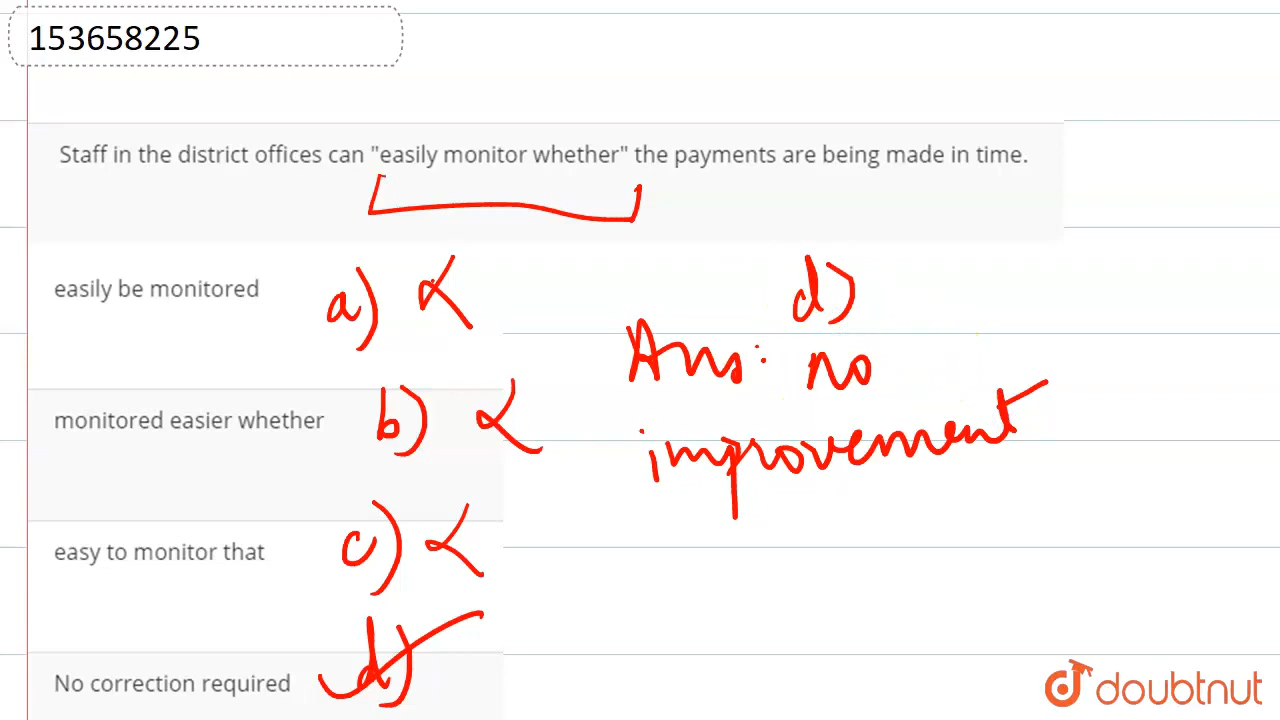 153658225
Staff in the district offices can "easily monitor whether" the payments are being made in time.
easily be monitored
a)
d)
Ans: no
improvement
monitored easier whether
b)
easy to monitor that
c)
No correction required
d)
doubtnut